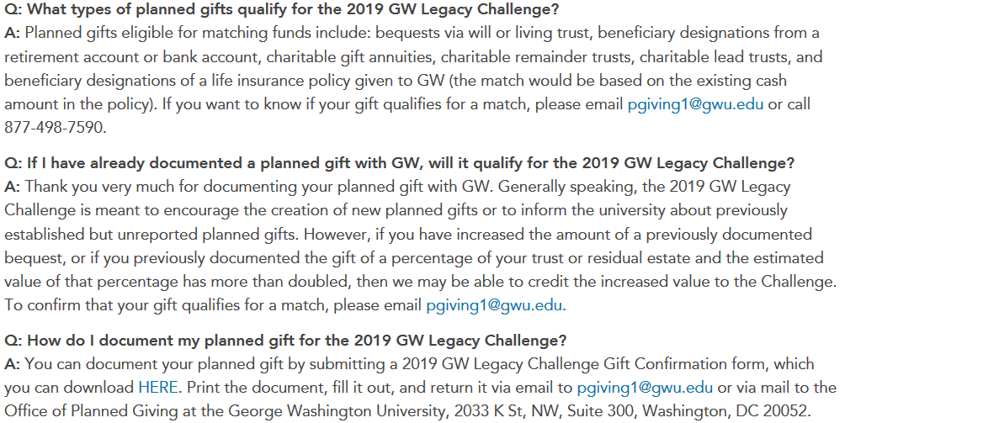 Q: What types of planned gifts qualify for the 2019 GW Legacy Challenge?
A: Planned gifts eligible for matching funds include: bequests via will or living trust, beneficiary designations from a
retirement account or bank account, charitable gift annuities, charitable remainder trusts, charitable lead trusts, and
beneficiary designations of a life insurance policy given to GW (the match would be based on the existing cash
amount in the policy). If you want to know if your gift qualifies for a match, please email pgiving1@gwu.edu or call
877-498-7590.
Q: If I have already documented a planned gift with GW, will it qualify for the 2019 GW Legacy Challenge?
A: Thank you very much for documenting your planned gift with GW. Generally speaking, the 2019 GW Legacy
Challenge is meant to encourage the creation of new planned gifts or to inform the university about previously
established but unreported planned gifts. However, if you have increased the amount of a previously documented
bequest, or if you previously documented the gift of a percentage of your trust or residual estate and the estimated
value of that percentage has more than doubled, then we may be able to credit the increased value to the Challenge.
To confirm that your gift qualifies for a match, please email pgiving1@gwu.edu.
Q: How do I document my planned gift for the 2019 GW Legacy Challenge?
A: You can document your planned gift by submitting a 2019 GW Legacy Challenge Gift Confirmation form, which
you can download HERE. Print the document, fill it out, and return it via email to pgiving1@gwu.edu or via mail to the
Office of Planned Giving at the George Washington University, 2033 K St, NW, Suite 300, Washington, DC 20052.